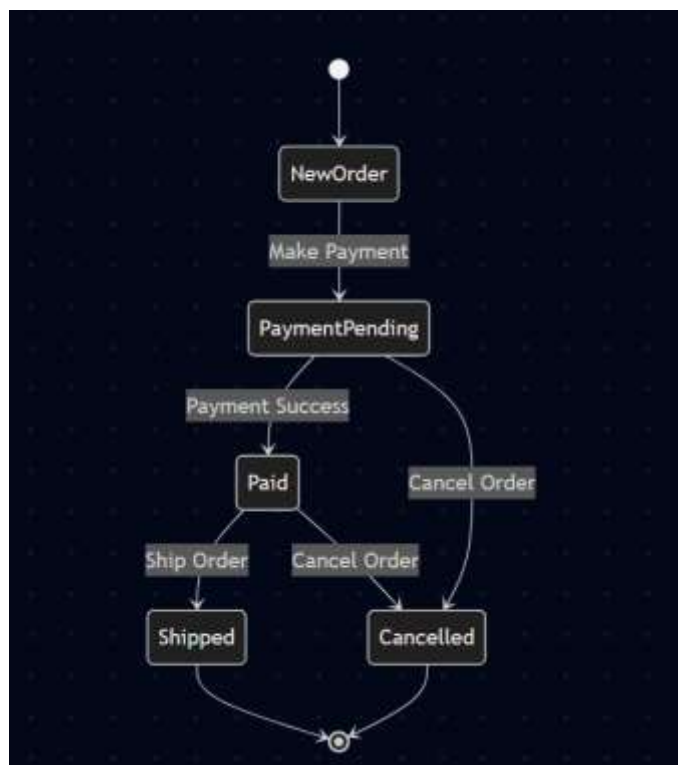 NewOrder
Make Payment
PaymentPending
Payment Success
Paid
Cancel Order
Ship Order
Cancel Order
Shipped
Cancelled